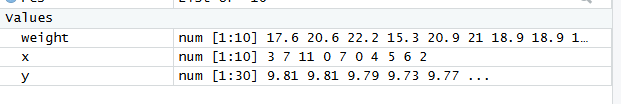 Values
weight num [1:10] 17.6 20.6 22.2 15.3 20.9 21 18.9 18.9 1…
x num [1:10] 3 7 11 0 7 0 4 5 6 2
y num [1:30] 9.81 9.81 9.79 9.73 9.77 ...